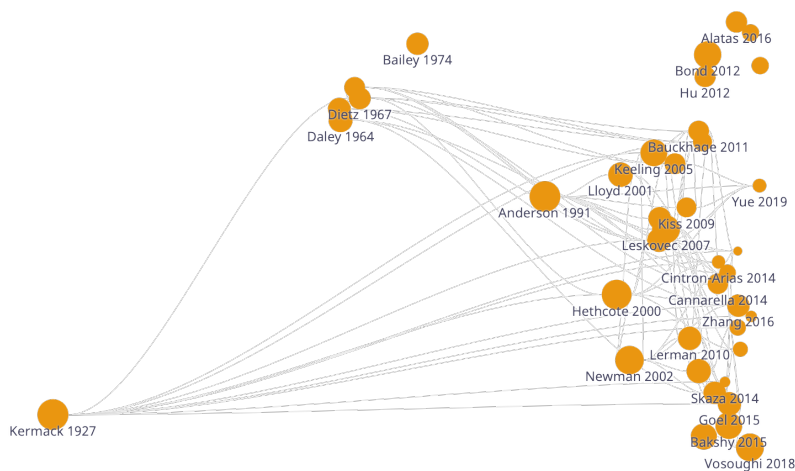 Alatas 2016
Bailey 1974
Bond 2012
Hu 2012
Dietz 1967
Daley 1964
Bauckhage 2011
Keeling 2005
Lloyd 2001
Yue 2019
Anderson 1991
Kiss 2009
Leskovec 2007
Cintron-Arias 2014
Cannarella 2014
Hethcote 2000
Zhang 2016
Lerman 2010
Newman 2002
Skaza 2014
Goel 2015
Kermack 1927
Bakshy 2015
Vosoughi 2018